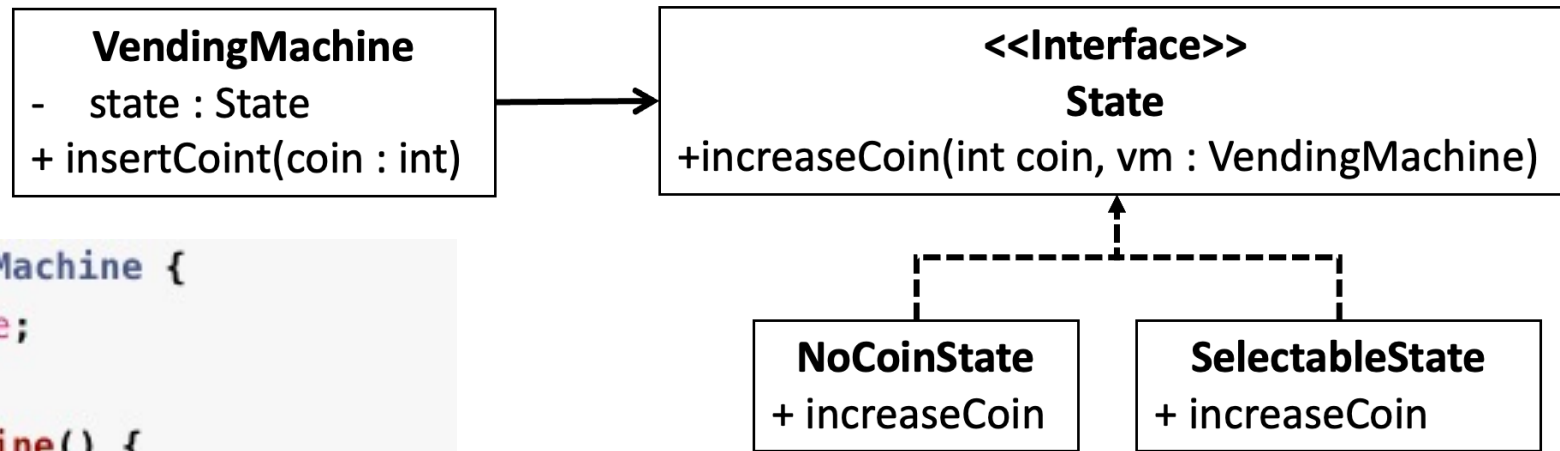 VendingMachine
- state : State
+ insertCoint(coin : int)
<<Interface>>
State
+increaseCoin(int coin, vm : VendingMachine)
NoCoinState
+ increaseCoin
SelectableState
+ increaseCoin
Machine {
e;
ine() {